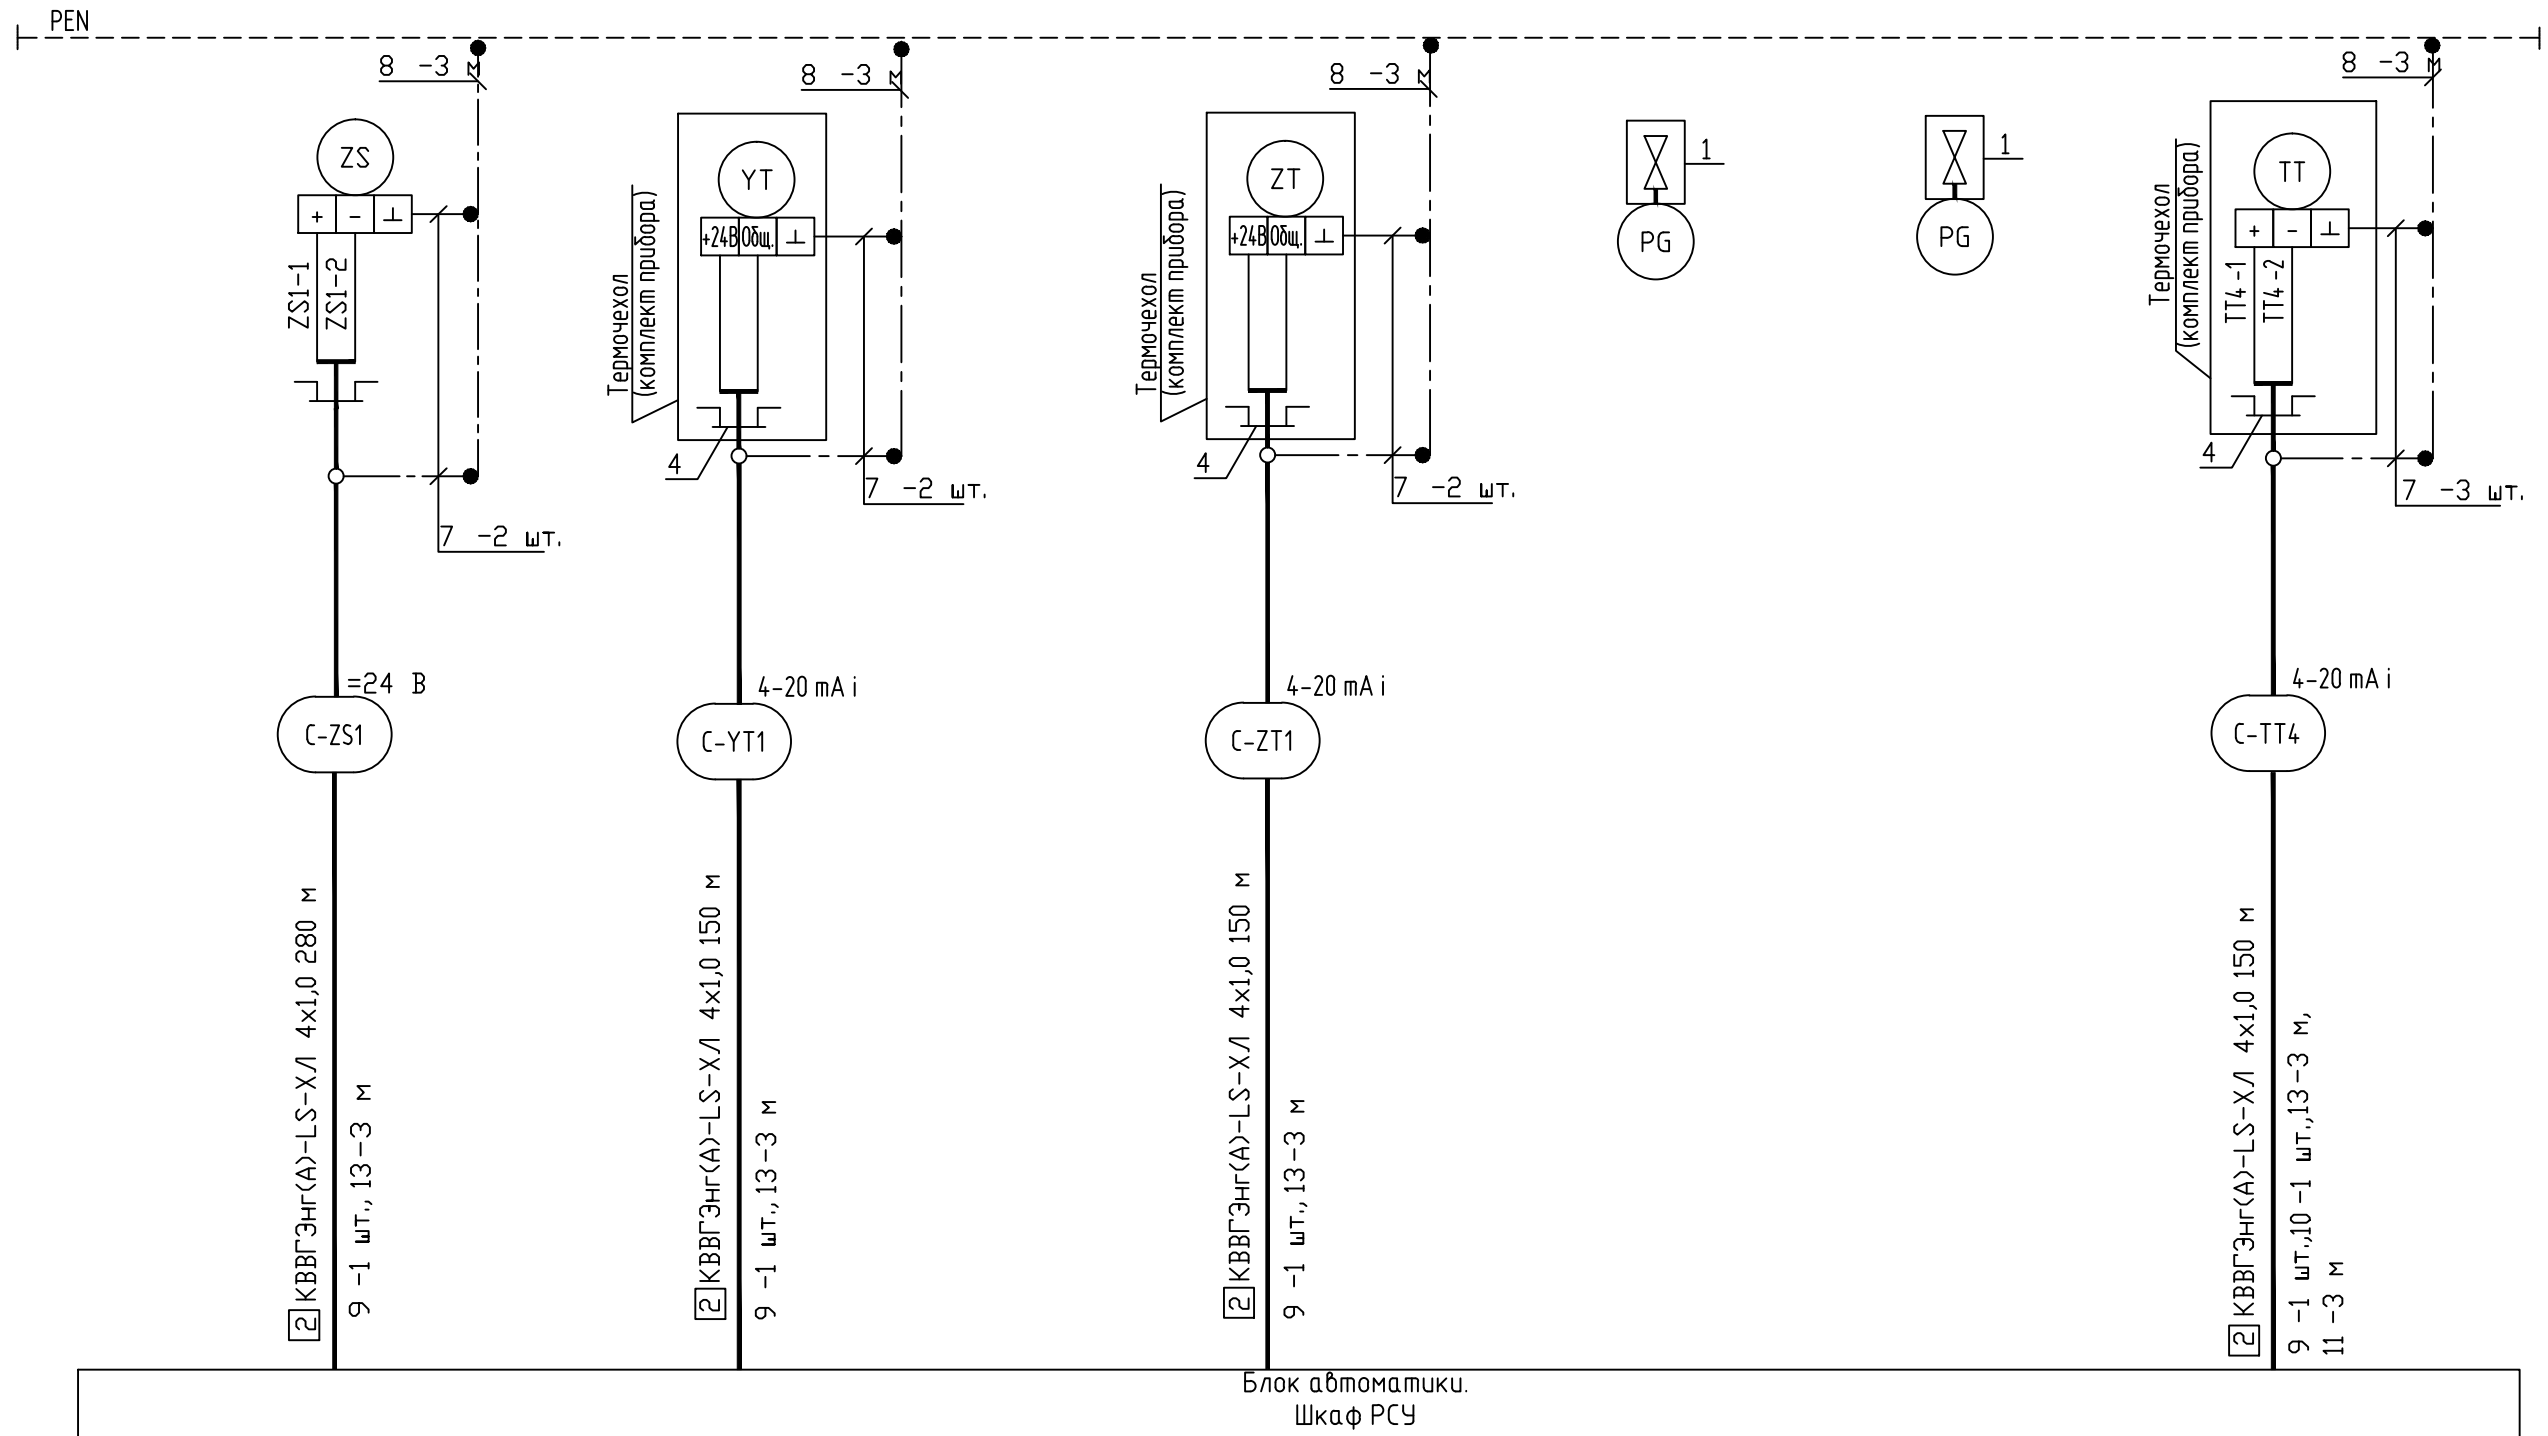 PEN
8 -3 м
8 -3 м
8 -3 м
8 -3 м
ZS
+ - ⊥
ZS1-1
ZS1-2
7 -2 шт.
Термочехол
(комплект прибора)
YT
+24В Общ. ⊥
4
7 -2 шт.
Термочехол
(комплект прибора)
ZT
+24В Общ. ⊥
4
7 -2 шт.
1
PG
1
PG
Термочехол
(комплект прибора)
TT
+ - ⊥
TT4-1
TT4-2
4
7 -3 шт.
=24 В
C-ZS1
4-20 mA i
C-YT1
4-20 mA i
C-ZT1
4-20 mA i
C-TT4
2 КВВГЭнг(А)-LS-ХЛ 4х1,0 280 м
9 -1 шт., 13-3 м
2 КВВГЭнг(А)-LS-ХЛ 4х1,0 150 м
9 -1 шт., 13-3 м
2 КВВГЭнг(А)-LS-ХЛ 4х1,0 150 м
9 -1 шт., 13-3 м
2 КВВГЭнг(А)-LS-ХЛ 4х1,0 150 м
9 -1 шт.,10 -1 шт.,13-3 м,
11 -3 м
Блок автоматики.
Шкаф РСУ